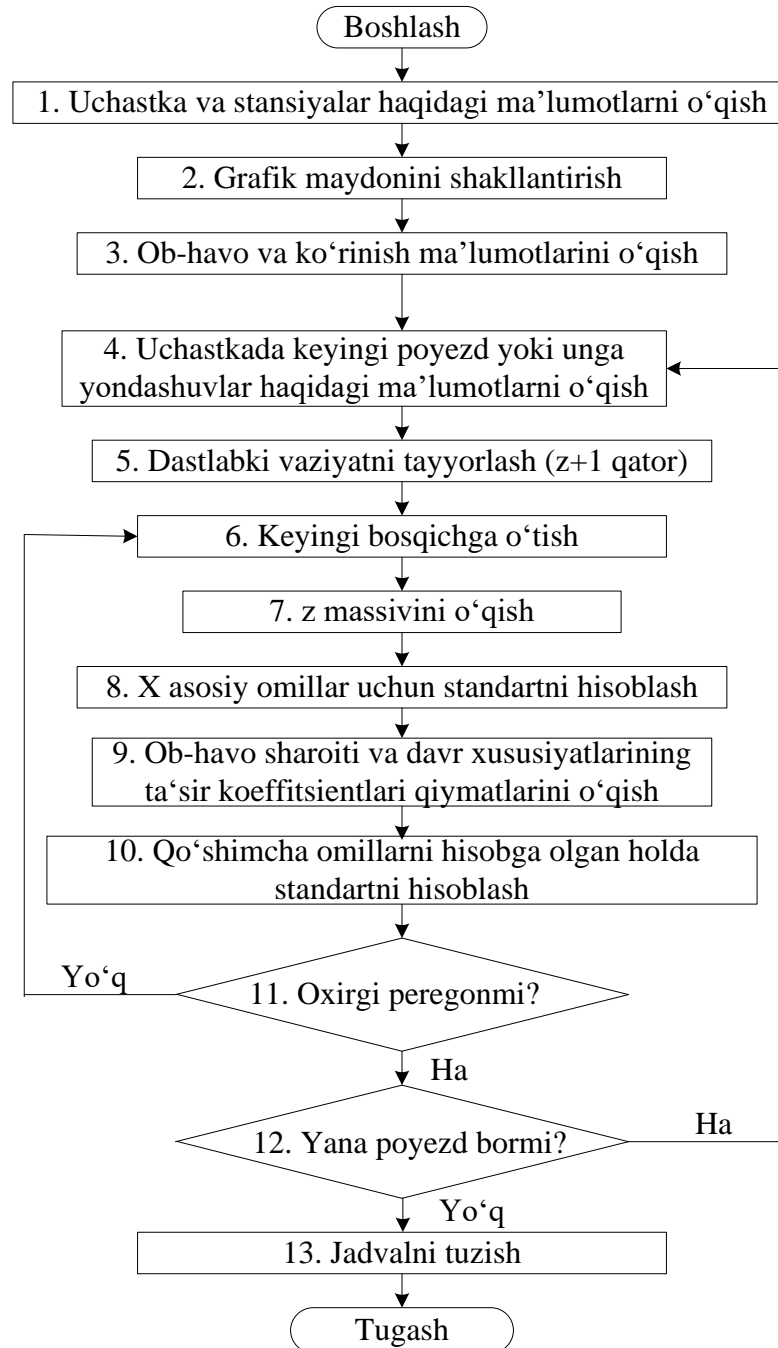 Boshlash
1. Uchastka va stansiyalar haqidagi ma’lumotlarni o‘qish
2. Grafik maydonini shakllantirish
3. Ob-havo va ko‘rinish ma’lumotlarini o‘qish
4. Uchastkada keyingi poyezd yoki unga
yondashuvlar haqidagi ma’lumotlarni o‘qish
5. Dastlabki vaziyatni tayyorlash (z+1 qator)
6. Keyingi bosqichga o‘tish
7. z massivini o‘qish
8. X asosiy omillar uchun standartni hisoblash
9. Ob-havo sharoiti va davr xususiyatlarining
ta‘sir koeffitsientlari qiymatlarini o‘qish
10. Qo‘shimcha omillarni hisobga olgan holda
standartni hisoblash
Yo‘q
11. Oxirgi peregonmi?
Ha
12. Yana poyezd bormi?
Ha
Yo‘q
13. Jadvalni tuzish
Tugash